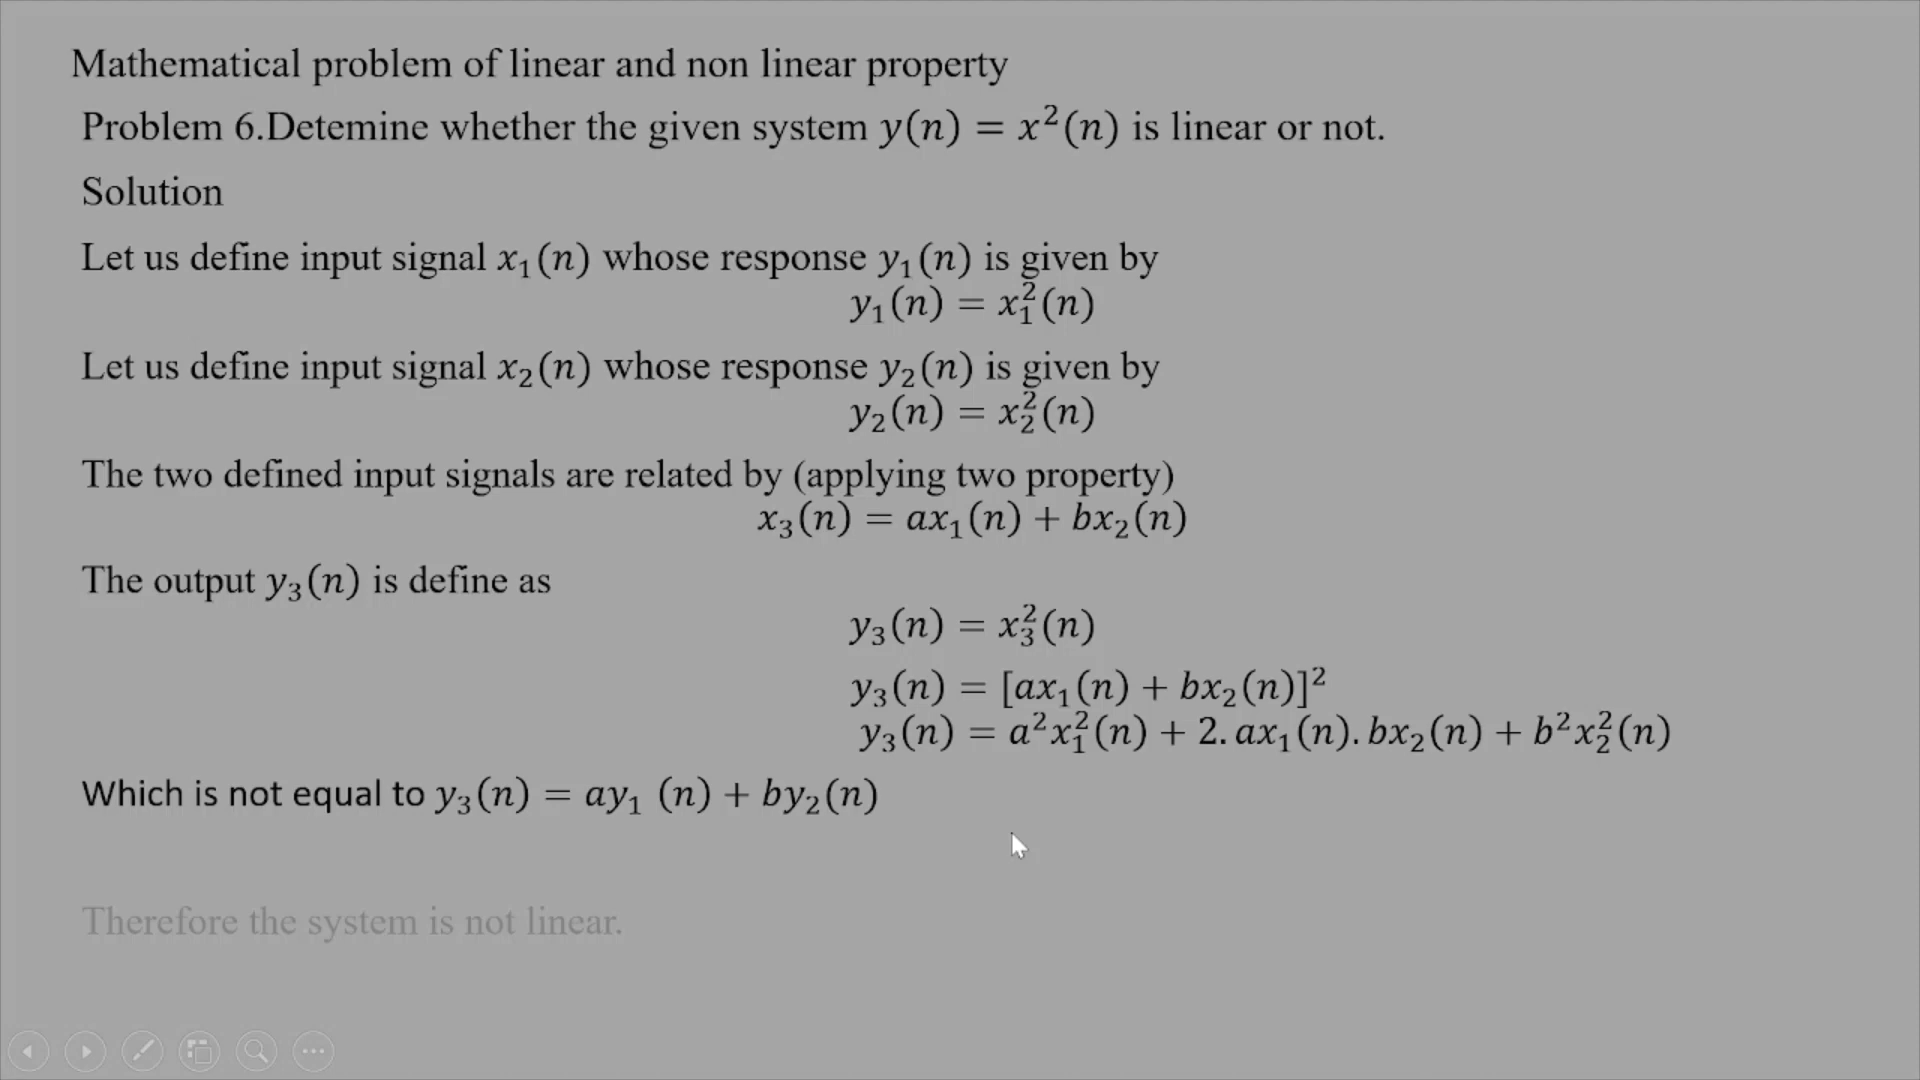 Mathematical problem of linear and non linear property
Problem 6.Detemine whether the given system y(n) = x²(n) is linear or not.
Solution
Let us define input signal x₁(n) whose response y₁(n) is given by
y₁(n) = x₁²(n)
Let us define input signal x₂(n) whose response y₂(n) is given by
y₂(n) = x₂²(n)
The two defined input signals are related by (applying two property)
x₃(n) = ax₁(n) + bx₂(n)
The output y₃(n) is define as
y₃(n) = x₃²(n)
y₃(n) = [ax₁(n) + bx₂(n)]²
y₃(n) = a²x₁²(n) + 2. ax₁(n). bx₂(n) + b²x₂²(n)
Which is not equal to y₃(n) = ay₁ (n) + by₂(n)
Therefore the system is not linear.